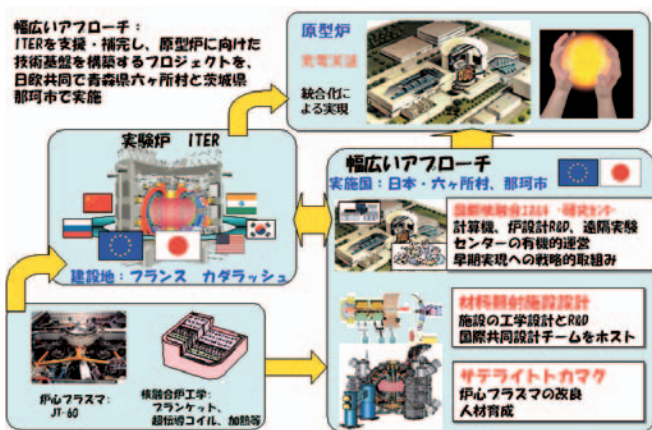 幅広いアプローチ：
ITERを支援・補完し、原型炉に向けた
技術基盤を構築するプロジェクトを、
日欧共同で青森県六ヶ所村と茨城県
那珂市で実施
原型炉
発電実証
統合化に
よる実現
実験炉 ITER
建設地：フランス カダラッシュ
幅広いアプローチ
実施国：日本・六ヶ所村、那珂市
国際核融合エネルギー研究センター
計算機、炉設計R&D、遠隔実験
センターの有機的運営
早期実現への戦略的取組み
材料照射施設設計
施設の工学設計とR&D
国際共同設計チームをホスト
サテライトトカマク
炉心プラズマの改良
人材育成
炉心プラズマ：
JT-60
核融合炉工学：
ブランケット、
超伝導コイル、加熱等